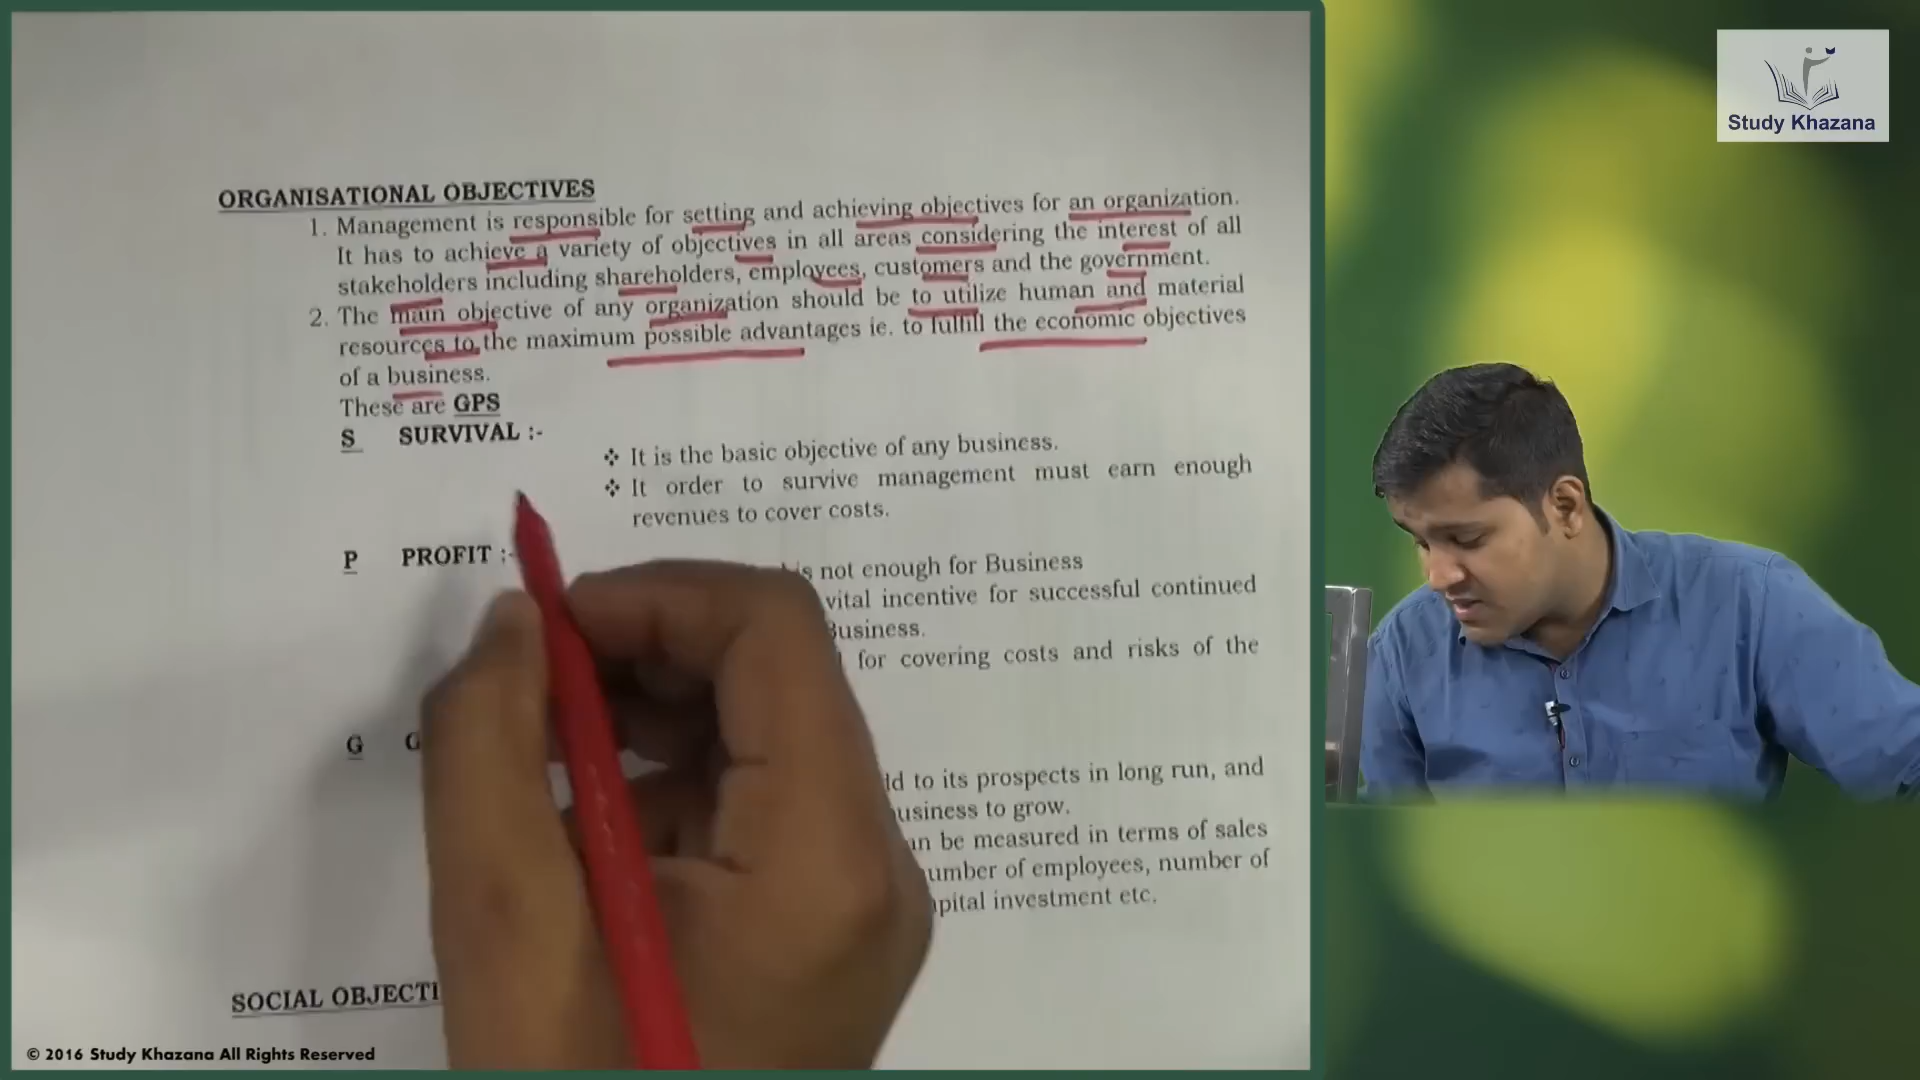 Study Khazana
ORGANISATIONAL OBJECTIVES
1. Management is responsible for setting and achieving objectives for an organization.
It has to achieve a variety of objectives in all areas considering the interest of all
stakeholders including shareholders, employees, customers and the government.
2. The main objective of any organization should be to utilize human and material
resources to the maximum possible advantages ie. to fulfill the economic objectives
of a business.
These are GPS
S SURVIVAL :-
❖ It is the basic objective of any business.
❖ It order to survive management must earn enough
revenues to cover costs.
P PROFIT :-
is not enough for Business
vital incentive for successful continued
Business.
for covering costs and risks of the
G
to its prospects in long run, and
to grow.
be measured in terms of sales
of employees, number of
investment etc.
SOCIAL
© 2016 Study Khazana All Rights Reserved